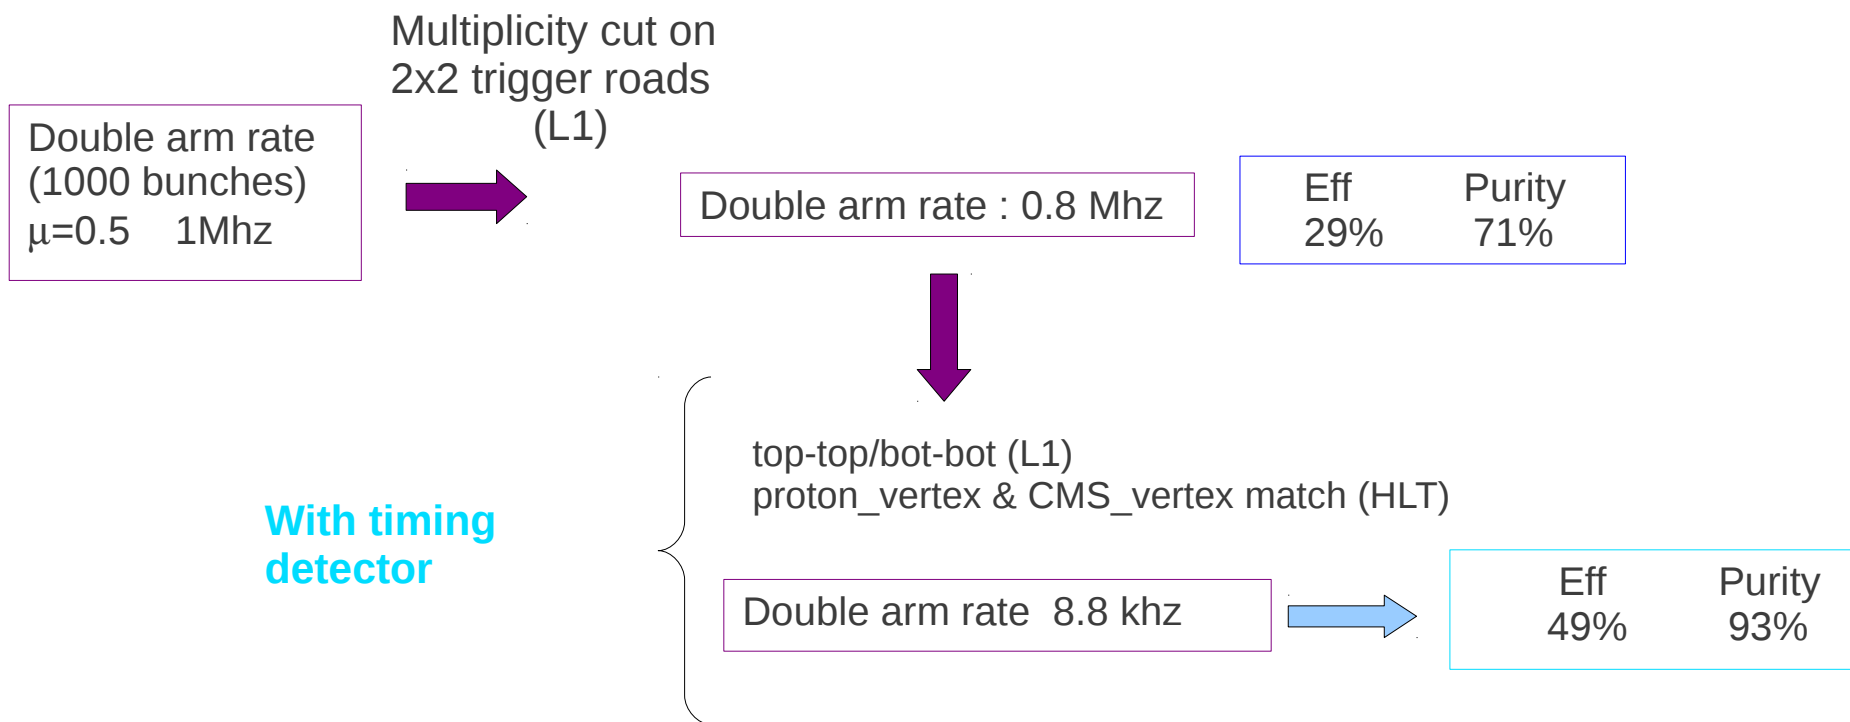 Multiplicity cut on
2x2 trigger roads
(L1)
Double arm rate
(1000 bunches)
μ=0.5 1Mhz
Double arm rate : 0.8 Mhz
Eff Purity
29% 71%
top-top/bot-bot (L1)
proton_vertex & CMS_vertex match (HLT)
With timing
detector
Double arm rate 8.8 khz
Eff Purity
49% 93%